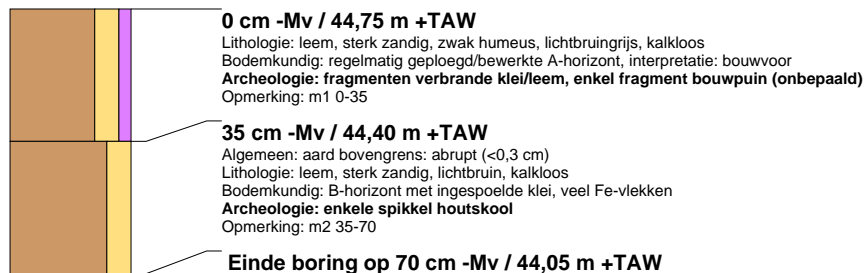 0 cm -Mv / 44,75 m +TAW
Lithologie: leem, sterk zandig, zwak humeus, lichtbruingrijs, kalkloos
Bodemkundig: regelmatig geploegd/bewerkte A-horizont, interpretatie: bouwvoor
Archeologie: fragmenten verbrande klei/leem, enkel fragment bouwpuin (onbepaald)
Opmerking: m1 0-35
35 cm -Mv / 44,40 m +TAW
Algemeen: aard bovengrens: abrupt (<0,3 cm)
Lithologie: leem, sterk zandig, lichtbruin, kalkloos
Bodemkundig: B-horizont met ingespoelde klei, veel Fe-vlekken
Archeologie: enkele spikkel houtskool
Opmerking: m2 35-70
Einde boring op 70 cm -Mv / 44,05 m +TAW